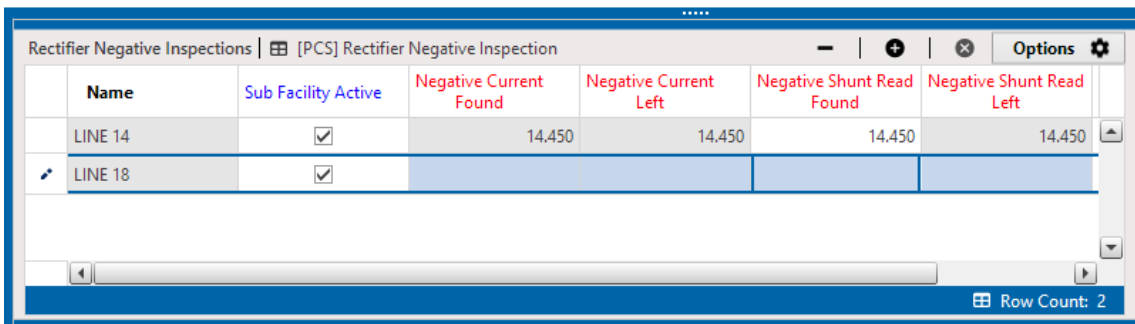 Rectifier Negative Inspections [PCS] Rectifier Negative Inspection Options
Name Sub Facility Active Negative Current Found Negative Current Left Negative Shunt Read Found Negative Shunt Read Left
LINE 14 14.450 14.450 14.450 14.450
LINE 18
Row Count: 2